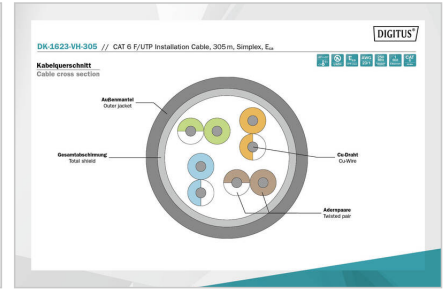 DIGITUS®
DK-1623-VH-305 // CAT 6 F/UTP Installation Cable, 305 m, Simplex, Eca
Kabelquerschnitt
Cable cross section
Außenmantel
Outer jacket
Gesamtabschirmung
Total shield
Cu-Draht
Cu-Wire
Adernpaare
Twisted pair